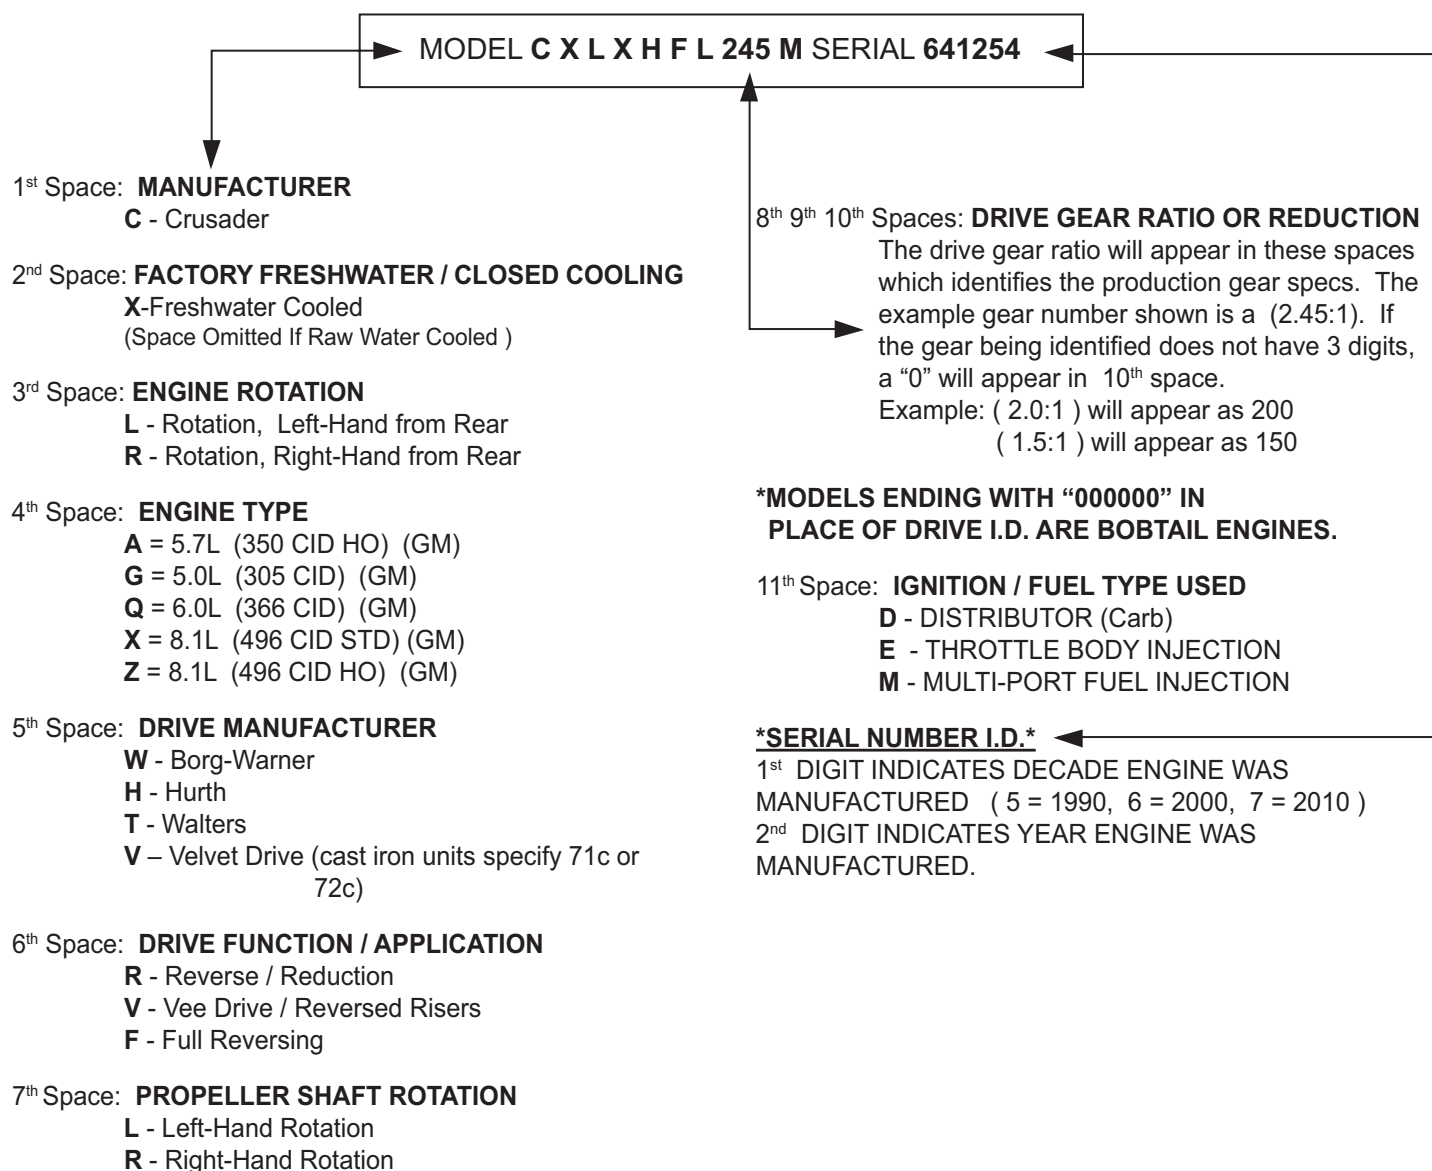 MODEL C X L X H F L 245 M SERIAL 641254
1st Space: MANUFACTURER
C - Crusader
2nd Space: FACTORY FRESHWATER / CLOSED COOLING
X-Freshwater Cooled
(Space Omitted If Raw Water Cooled )
3rd Space: ENGINE ROTATION
L - Rotation, Left-Hand from Rear
R - Rotation, Right-Hand from Rear
4th Space: ENGINE TYPE
A = 5.7L (350 CID HO) (GM)
G = 5.0L (305 CID) (GM)
Q = 6.0L (366 CID) (GM)
X = 8.1L (496 CID STD) (GM)
Z = 8.1L (496 CID HO) (GM)
5th Space: DRIVE MANUFACTURER
W - Borg-Warner
H - Hurth
T - Walters
V – Velvet Drive (cast iron units specify 71c or
72c)
6th Space: DRIVE FUNCTION / APPLICATION
R - Reverse / Reduction
V - Vee Drive / Reversed Risers
F - Full Reversing
7th Space: PROPELLER SHAFT ROTATION
L - Left-Hand Rotation
R - Right-Hand Rotation
8th 9th 10th Spaces: DRIVE GEAR RATIO OR REDUCTION
The drive gear ratio will appear in these spaces
which identifies the production gear specs. The
example gear number shown is a (2.45:1). If
the gear being identified does not have 3 digits,
a “0” will appear in 10th space.
Example: ( 2.0:1 ) will appear as 200
( 1.5:1 ) will appear as 150
*MODELS ENDING WITH “000000” IN
PLACE OF DRIVE I.D. ARE BOBTAIL ENGINES.
11th Space: IGNITION / FUEL TYPE USED
D - DISTRIBUTOR (Carb)
E - THROTTLE BODY INJECTION
M - MULTI-PORT FUEL INJECTION
*SERIAL NUMBER I.D.*
1st DIGIT INDICATES DECADE ENGINE WAS
MANUFACTURED ( 5 = 1990, 6 = 2000, 7 = 2010 )
2nd DIGIT INDICATES YEAR ENGINE WAS
MANUFACTURED.